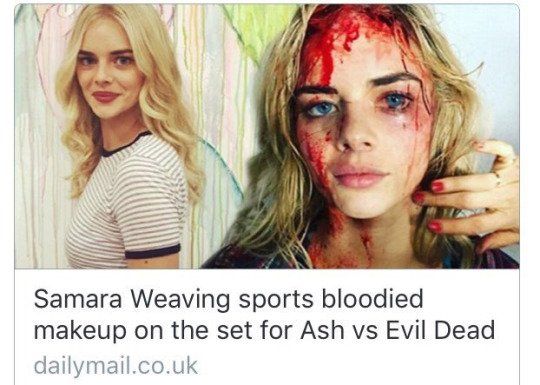 Samara Weaving sports bloodied
makeup on the set for Ash vs Evil Dead
dailymail.co.uk